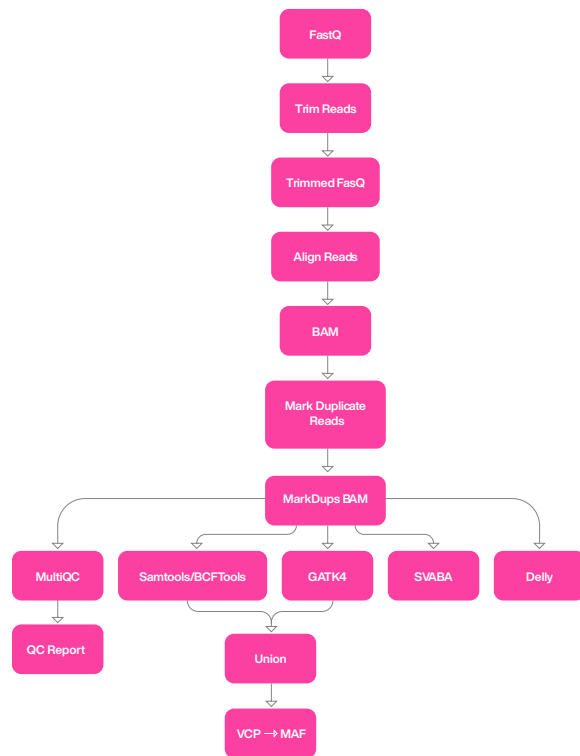 FastQ
Trim Reads
Trimmed FasQ
Align Reads
BAM
Mark Duplicate
Reads
MarkDups BAM
MultiQC
Samtools/BCFTools
GATK4
SVABA
Delly
QC Report
Union
VCP → MAF